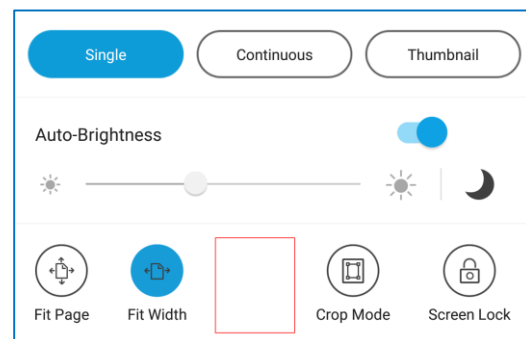 Single Continuous Thumbnail
Auto-Brightness
Fit Page Fit Width Crop Mode Screen Lock